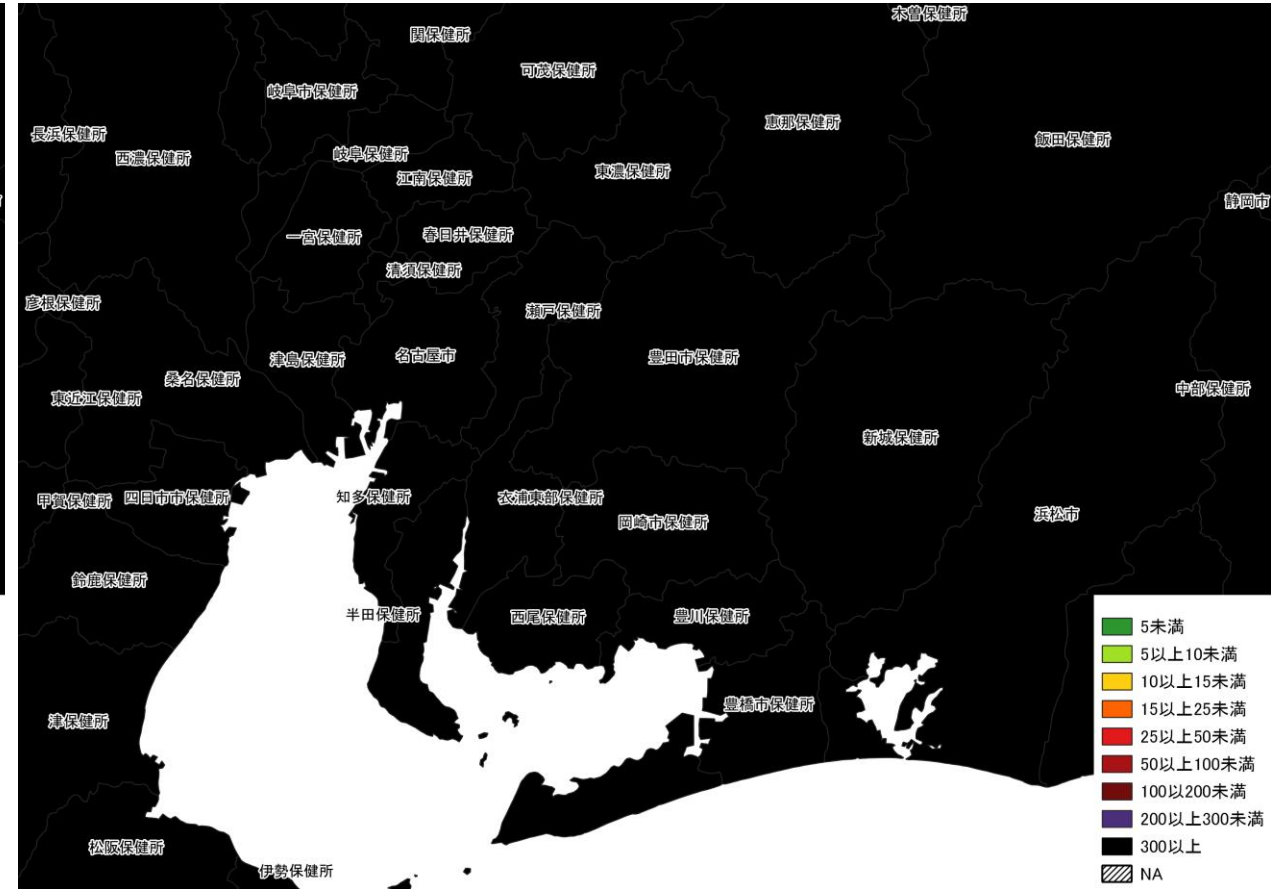 木曽保健所
関保健所
可茂保健所
岐阜市保健所
恵那保健所
長浜保健所
飯田保健所
西濃保健所
岐阜保健所
東濃保健所
江南保健所
静岡市
一宮保健所
春日井保健所
清須保健所
彦根保健所
瀬戸保健所
津島保健所
名古屋市
豊田市保健所
桑名保健所
東近江保健所
中部保健所
新城保健所
甲賀保健所
四日市市保健所
知多保健所
衣浦東部保健所
岡崎市保健所
浜松市
鈴鹿保健所
半田保健所
西尾保健所
豊川保健所
津保健所
豊橋市保健所
松阪保健所
伊勢保健所
5未満
5以上10未満
10以上15未満
15以上25未満
25以上50未満
50以上100未満
100以200未満
200以上300未満
300以上
NA